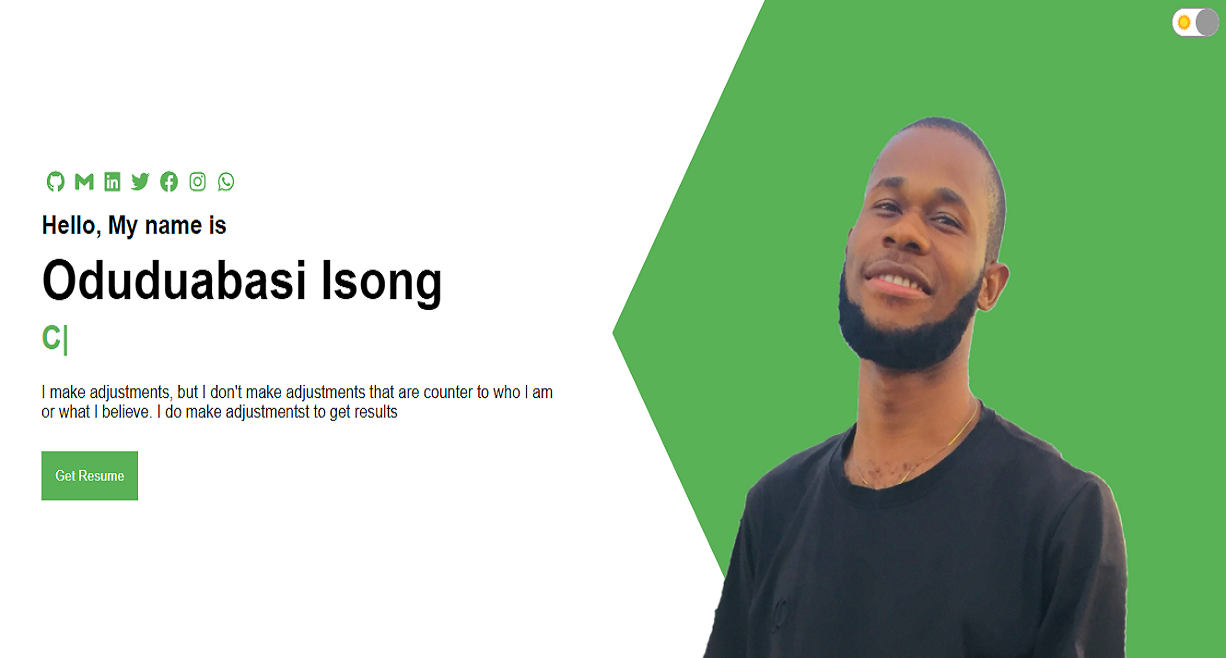 Hello, My name is
Oduduabasi Isong
C|
I make adjustments, but I don't make adjustments that are counter to who I am
or what I believe. I do make adjustmentst to get results
Get Resume